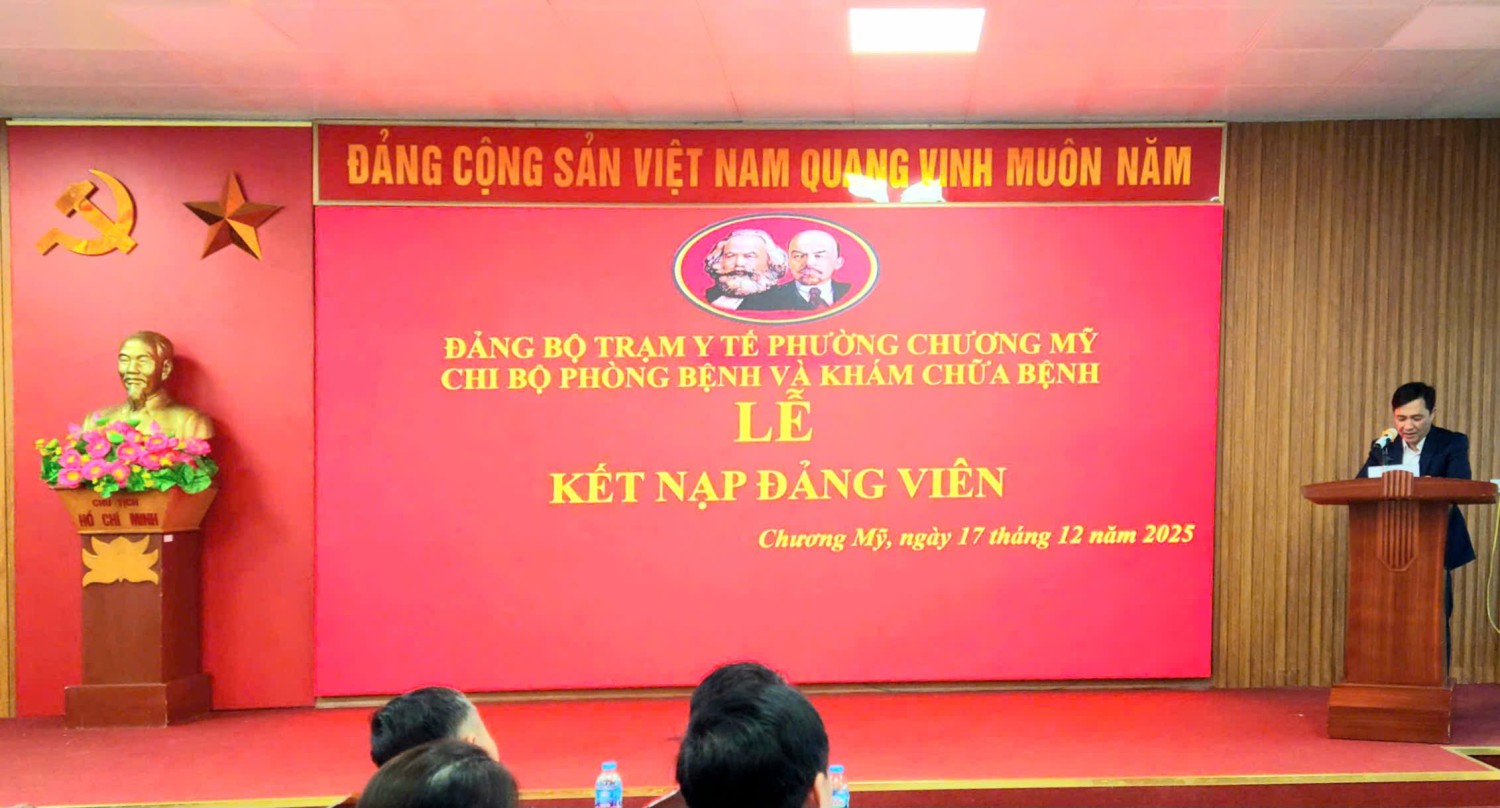 ĐẢNG CỘNG SẢN VIỆT NAM QUANG VINH MUÔN NĂM
ĐẢNG BỘ TRẠM Y TẾ PHƯỜNG CHƯƠNG MỸ
CHI BỘ PHÒNG BỆNH VÀ KHÁM CHỮA BỆNH
LỄ
KẾT NẠP ĐẢNG VIÊN
Chương Mỹ, ngày 17 tháng 12 năm 2025
CHỦ TỊCH
HỒ CHÍ MINH